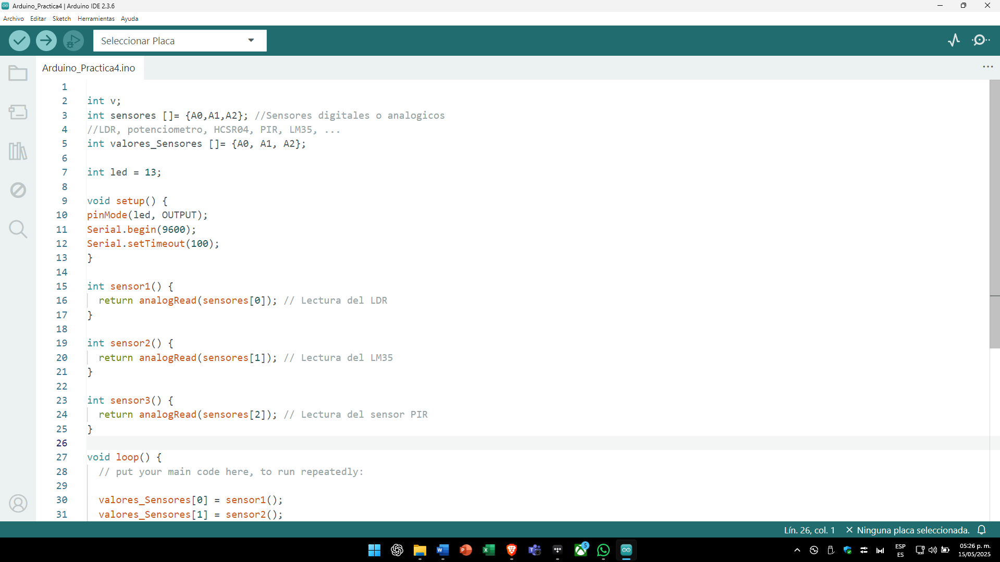 Arduino_Practica4 | Arduino IDE 2.3.6
Archivo Editar Sketch Herramientas Ayuda
Seleccionar Placa
Arduino_Practica4.ino
1
2 int v;
3 int sensores []= {A0,A1,A2}; //Sensores digitales o analogicos
4 //LDR, potenciometro, HCSR04, PIR, LM35, ...
5 int valores_Sensores []= {A0, A1, A2};
6
7 int led = 13;
8
9 void setup() {
10 pinMode(led, OUTPUT);
11 Serial.begin(9600);
12 Serial.setTimeout(100);
13 }
14
15 int sensor1() {
16 return analogRead(sensores[0]); // Lectura del LDR
17 }
18
19 int sensor2() {
20 return analogRead(sensores[1]); // Lectura del LM35
21 }
22
23 int sensor3() {
24 return analogRead(sensores[2]); // Lectura del sensor PIR
25 }
26
27 void loop() {
28 // put your main code here, to run repeatedly:
29
30 valores_Sensores[0] = sensor1();
31 valores_Sensores[1] = sensor2();
Lín. 26, col. 1 Ninguna placa seleccionada.
5
ESP
ES
05:26 p. m.
15/05/2025